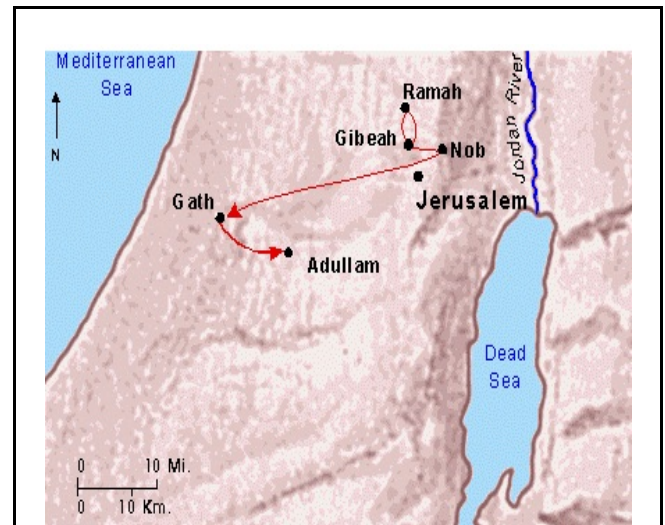 Mediterranean
Sea
N
Ramah
Gibeah
Nob
Jordan River
Jerusalem
Gath
Adullam
Dead
Sea
0 10 Mi.
0 10 Km.